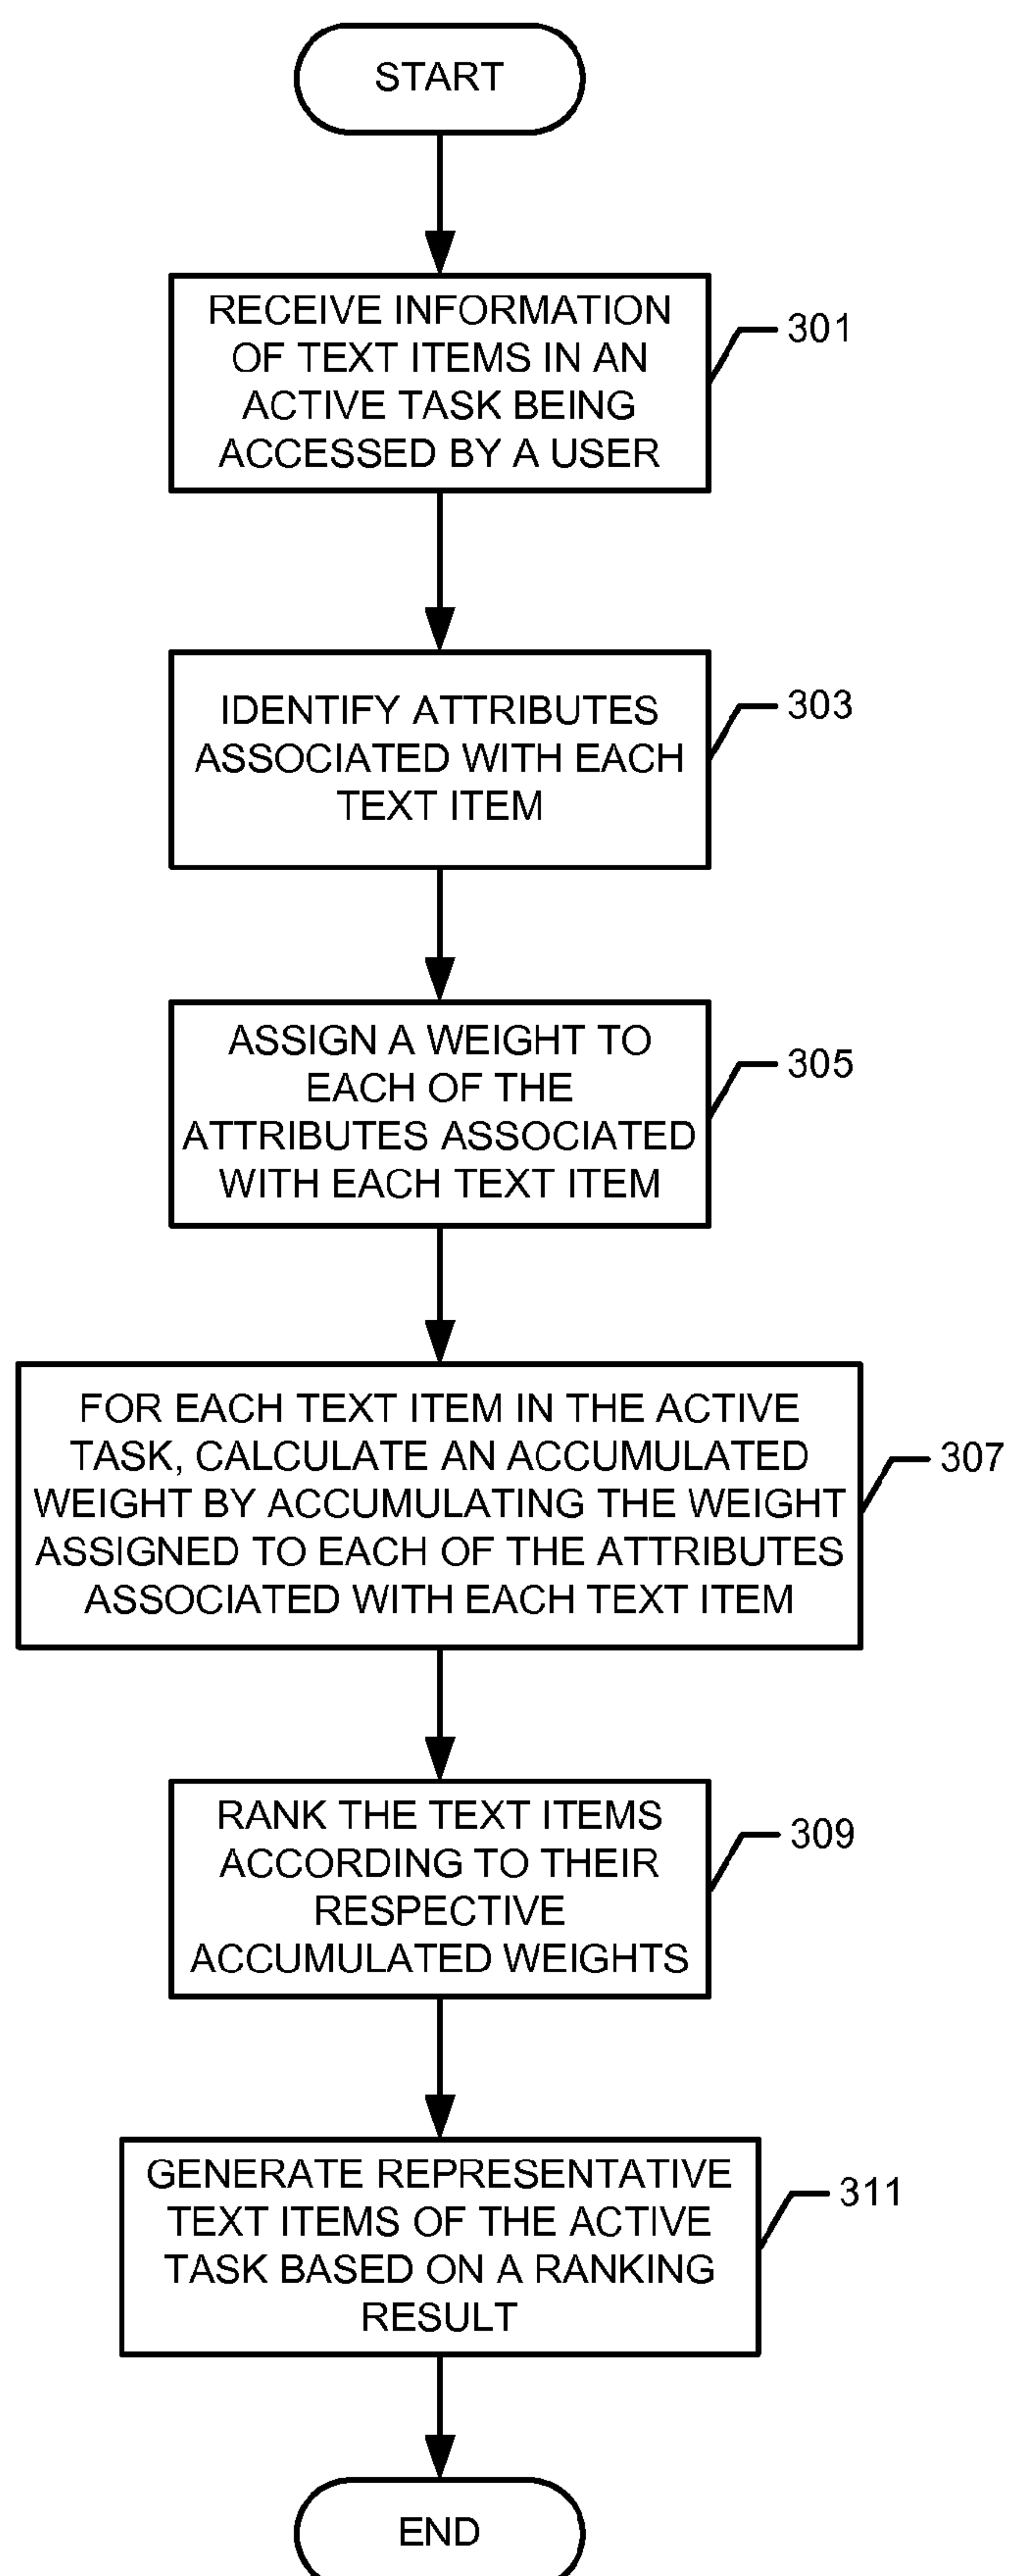 START
RECEIVE INFORMATION
OF TEXT ITEMS IN AN
ACTIVE TASK BEING
ACCESSED BY A USER
301
IDENTIFY ATTRIBUTES
ASSOCIATED WITH EACH
TEXT ITEM
303
ASSIGN A WEIGHT TO
EACH OF THE
ATTRIBUTES ASSOCIATED
WITH EACH TEXT ITEM
305
FOR EACH TEXT ITEM IN THE ACTIVE
TASK, CALCULATE AN ACCUMULATED
WEIGHT BY ACCUMULATING THE WEIGHT
ASSIGNED TO EACH OF THE ATTRIBUTES
ASSOCIATED WITH EACH TEXT ITEM
307
RANK THE TEXT ITEMS
ACCORDING TO THEIR
RESPECTIVE
ACCUMULATED WEIGHTS
309
GENERATE REPRESENTATIVE
TEXT ITEMS OF THE ACTIVE
TASK BASED ON A RANKING
RESULT
311
END